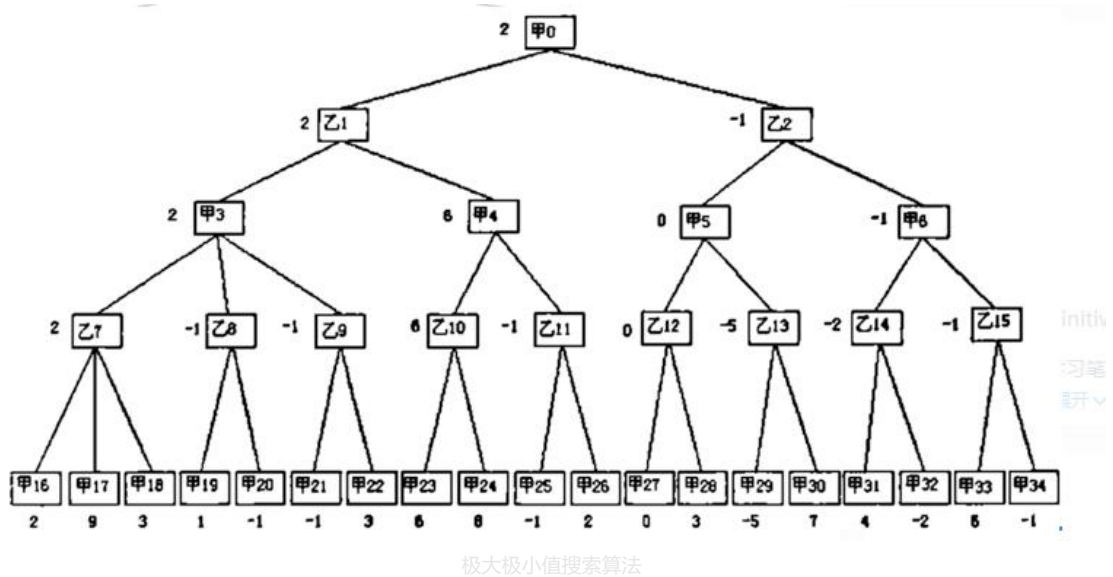 2 甲0
2 乙1 -1 乙2
2 甲3 6 甲4 0 甲5 -1 甲6
2 乙7 -1 乙8 -1 乙9 6 乙10 -1 乙11 0 乙12 -5 乙13 -2 乙14 -1 乙15
initiv
习笔
开
甲16 甲17 甲18 甲19 甲20 甲21 甲22 甲23 甲24 甲25 甲26 甲27 甲28 甲29 甲30 甲31 甲32 甲33 甲34
2 9 3 1 -1 -1 3 6 8 -1 2 0 3 -5 7 4 -2 6 -1
极大极小值搜索算法